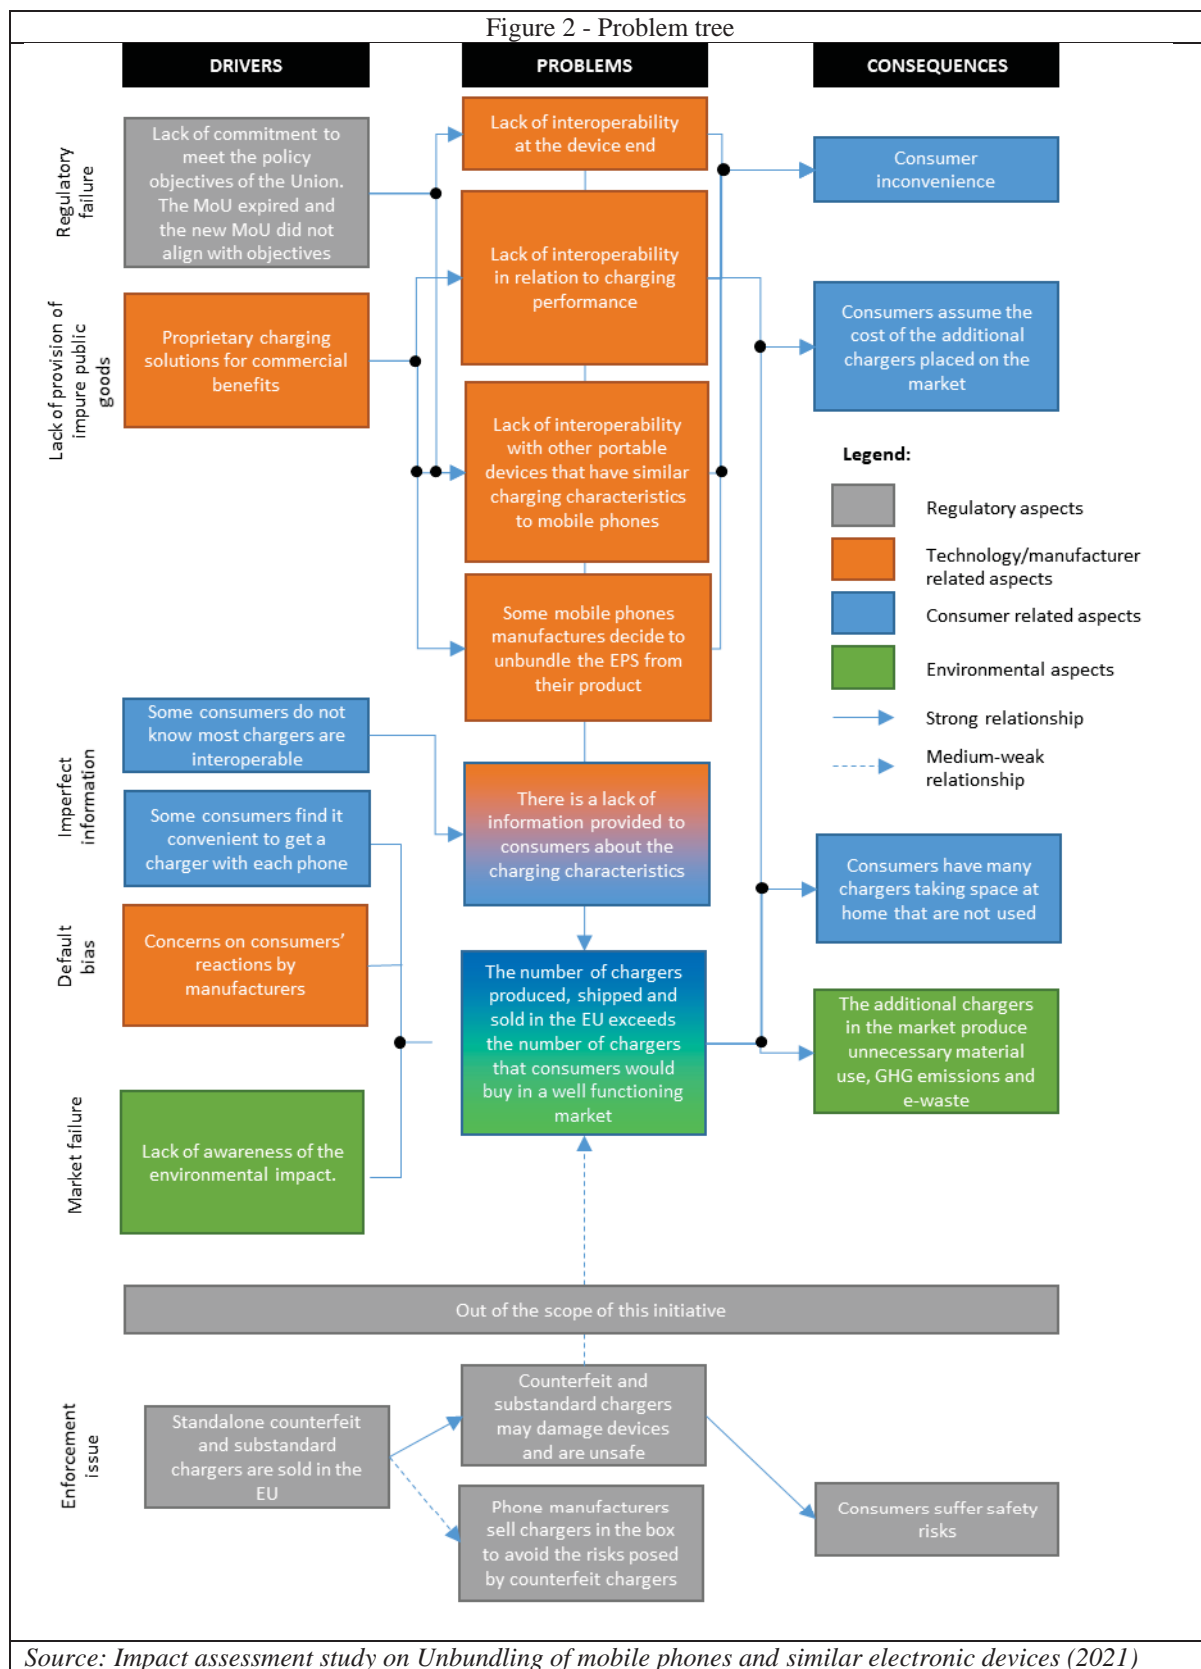 Figure 2 - Problem tree
DRIVERS
PROBLEMS
CONSEQUENCES
Regulatory
failure
Lack of commitment to
meet the policy
objectives of the Union.
The MoU expired and
the new MoU did not
align with objectives
Lack of interoperability
at the device end
Consumer
inconvenience
Lack of provision of
impure public
goods
Proprietary charging
solutions for commercial
benefits
Lack of interoperability
in relation to charging
performance
Consumers assume the
cost of the additional
chargers placed on the
market
Lack of interoperability
with other portable
devices that have similar
charging characteristics
to mobile phones
Legend:
Regulatory aspects
Technology/manufacturer
related aspects
Consumer related aspects
Environmental aspects
Strong relationship
Medium-weak
relationship
Some mobile phones
manufactures decide to
unbundle the EPS from
their product
Imperfect
information
Some consumers do not
know most chargers are
interoperable
Some consumers find it
convenient to get a
charger with each phone
There is a lack of
information provided to
consumers about the
charging characteristics
Consumers have many
chargers taking space at
home that are not used
Default
bias
Concerns on consumers’
reactions by
manufacturers
The number of chargers
produced, shipped and
sold in the EU exceeds
the number of chargers
that consumers would
buy in a well functioning
market
The additional chargers
in the market produce
unnecessary material
use, GHG emissions and
e-waste
Market failure
Lack of awareness of the
environmental impact.
Out of the scope of this initiative
Enforcement
issue
Standalone counterfeit
and substandard
chargers are sold in the
EU
Counterfeit and
substandard chargers
may damage devices
and are unsafe
Phone manufacturers
sell chargers in the box
to avoid the risks posed
by counterfeit chargers
Consumers suffer safety
risks
Source: Impact assessment study on Unbundling of mobile phones and similar electronic devices (2021)